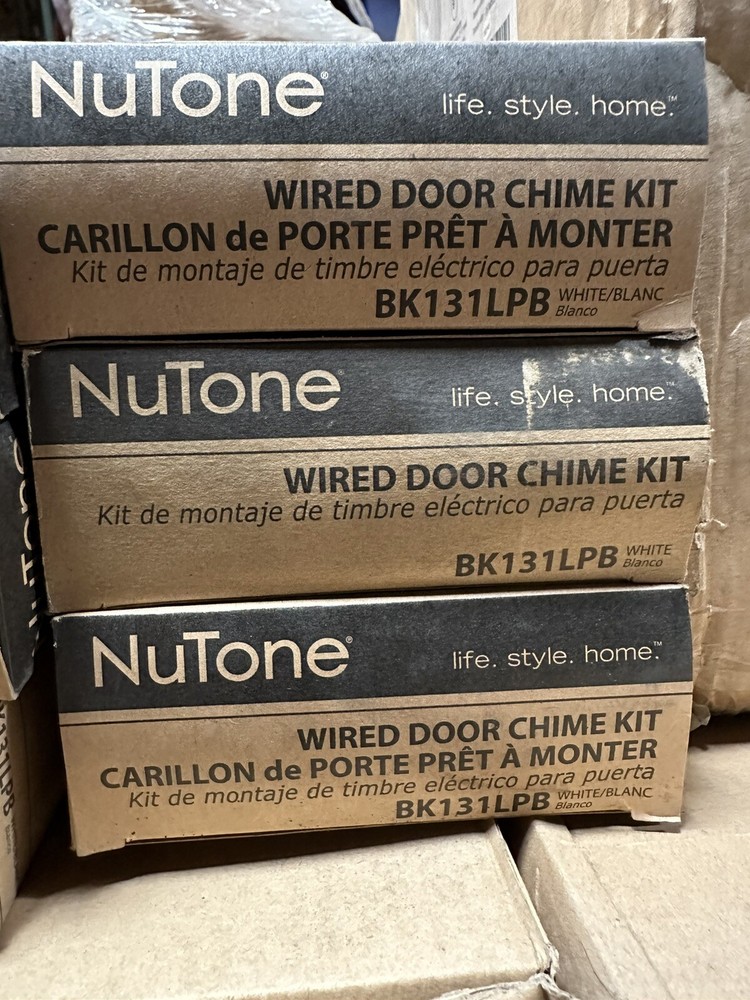 NuTone®
life. style. home.™
WIRED DOOR CHIME KIT
CARILLON de PORTE PRÊT À MONTER
Kit de montaje de timbre eléctrico para puerta
BK131LPB WHITE/BLANC
Blanco
NuTone®
life. style. home.™
WIRED DOOR CHIME KIT
Kit de montaje de timbre eléctrico para puerta
BK131LPB WHITE
Blanco
NuTone®
life. style. home.™
WIRED DOOR CHIME KIT
CARILLON de PORTE PRÊT À MONTER
Kit de montaje de timbre eléctrico para puerta
BK131LPB WHITE/BLANC
Blanco